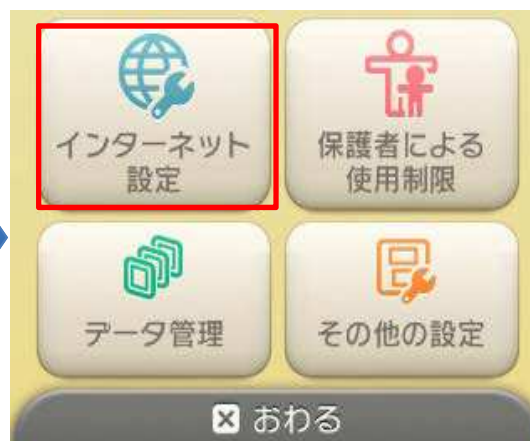 インターネット
設定
保護者による
使用制限
データ管理
その他の設定
おわる